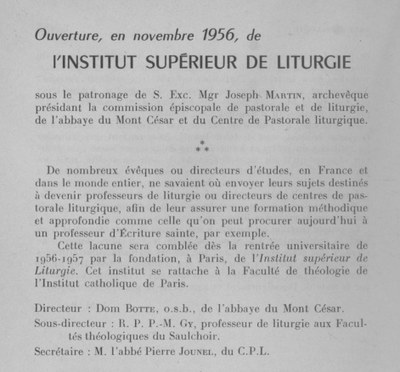 Ouverture, en novembre 1956, de
l'INSTITUT SUPÉRIEUR DE LITURGIE
sous le patronage de S. Exc. Mgr Joseph MARTIN, archevêque
présidant la commission épiscopale de pastorale et de liturgie,
de l'abbaye du Mont César et du Centre de Pastorale liturgique.
***
De nombreux évêques ou directeurs d'études, en France et
dans le monde entier, ne savaient où envoyer leurs sujets destinés
à devenir professeurs de liturgie ou directeurs de centres de pas-
torale liturgique, afin de leur assurer une formation méthodique
et approfondie comme celle qu'on peut procurer aujourd'hui à
un professeur d'Écriture sainte, par exemple.
Cette lacune sera comblée dès la rentrée universitaire de
1956-1957 par la fondation, à Paris, de l'Institut supérieur de
Liturgie. Cet institut se rattache à la Faculté de théologie de
l'Institut catholique de Paris.
Directeur : Dom BOTTE, o.s.b., de l'abbaye du Mont César.
Sous-directeur : R. P. P.-M. GY, professeur de liturgie aux Facul-
tés théologiques du Saulchoir.
Secrétaire : M. l'abbé Pierre JOUNEL, du C.P.L.